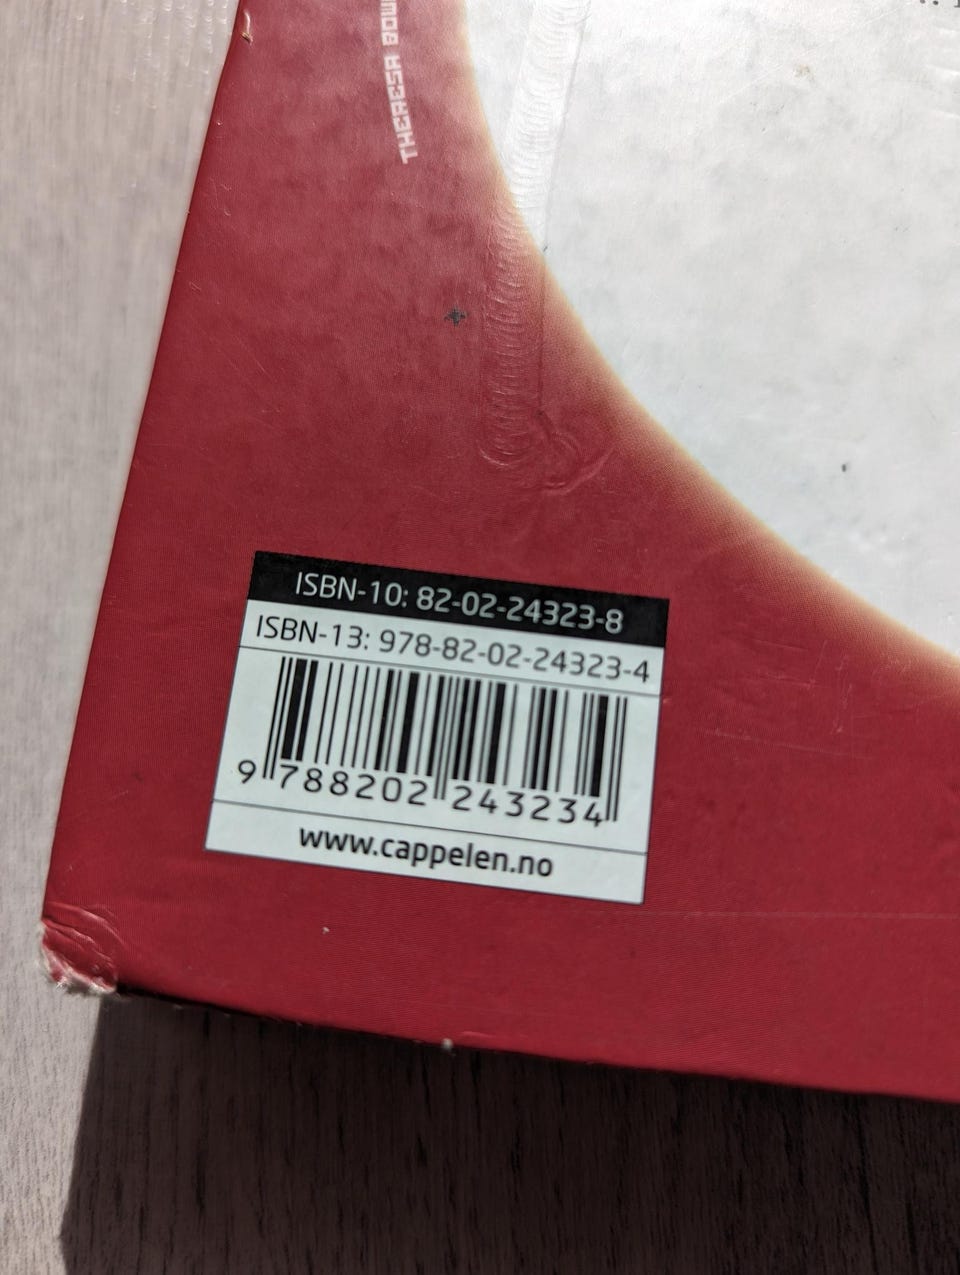 THERESA
ISBN-10: 82-02-24323-8
ISBN-13: 978-82-02-24323-4
9 788202 243234
www.cappelen.no